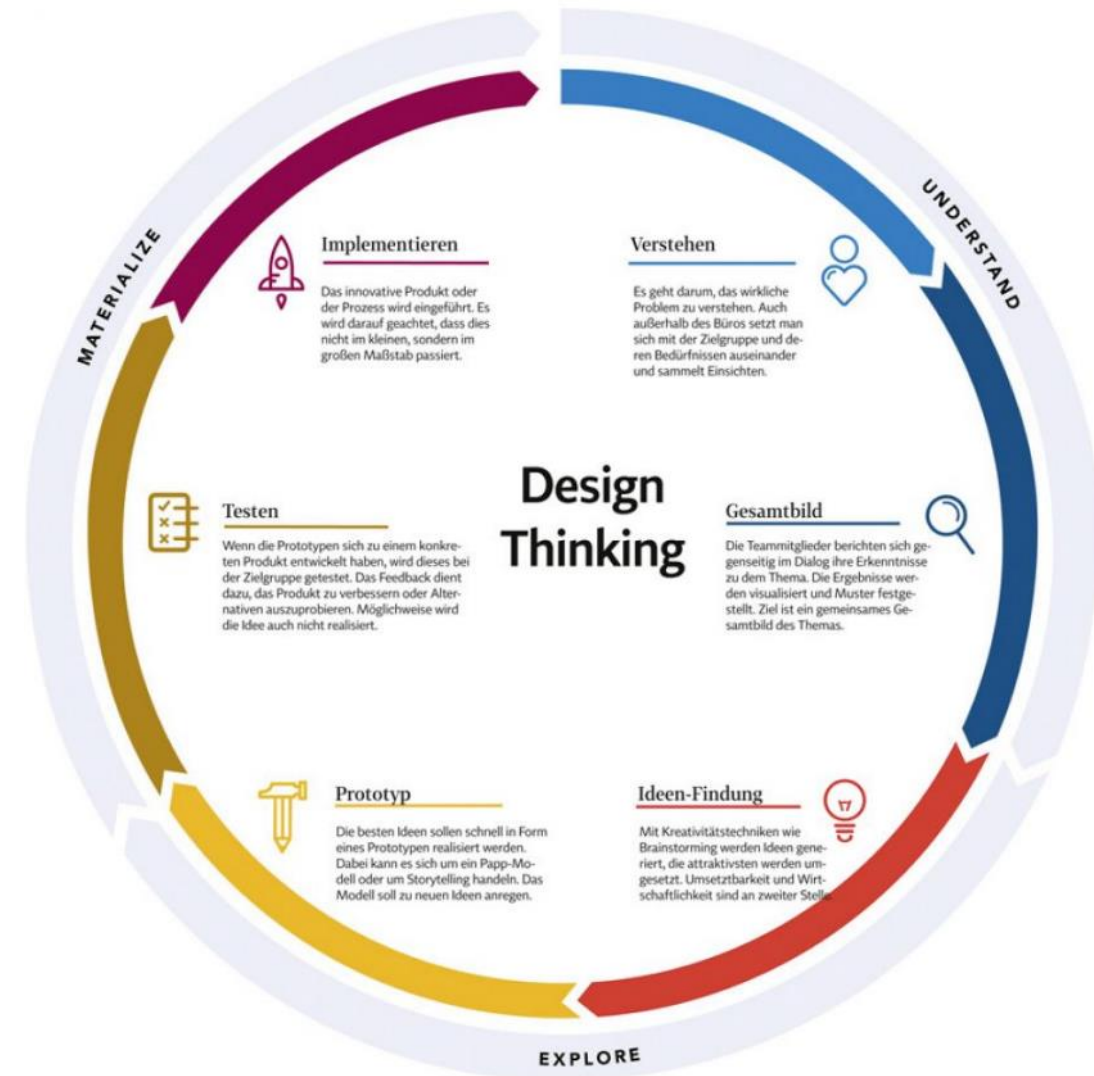 Design
Thinking
UNDERSTAND
Verstehen
Es geht darum, das wirkliche
Problem zu verstehen. Auch
außerhalb des Büros setzt man
sich mit der Zielgruppe und de-
ren Bedürfnissen auseinander
und sammelt Einsichten.
Gesamtbild
Die Teammitglieder berichten sich ge-
genseitig im Dialog ihre Erkenntnisse
zu dem Thema. Die Ergebnisse wer-
den visualisiert und Muster festge-
stellt. Ziel ist ein gemeinsames Ge-
samtbild des Themas.
EXPLORE
Ideen-Findung
Mit Kreativitätstechniken wie
Brainstorming werden Ideen gene-
riert, die attraktivsten werden um-
gesetzt. Umsetztbarkeit und Wirt-
schaftlichkeit sind an zweiter Stelle.
Prototyp
Die besten Ideen sollen schnell in Form
eines Prototypen realisiert werden.
Dabei kann es sich um ein Papp-Mo-
dell oder um Storytelling handeln. Das
Modell soll zu neuen Ideen anregen.
MATERIALIZE
Testen
Wenn die Prototypen sich zu einem konkre-
ten Produkt entwickelt haben, wird dieses bei
der Zielgruppe getestet. Das Feedback dient
dazu, das Produkt zu verbessern oder Alter-
nativen auszuprobieren. Möglichweise wird
die Idee auch nicht realisiert.
Implementieren
Das innovative Produkt oder
der Prozess wird eingeführt. Es
wird darauf geachtet, dass dies
nicht im kleinen, sondern im
großen Maßstab passiert.